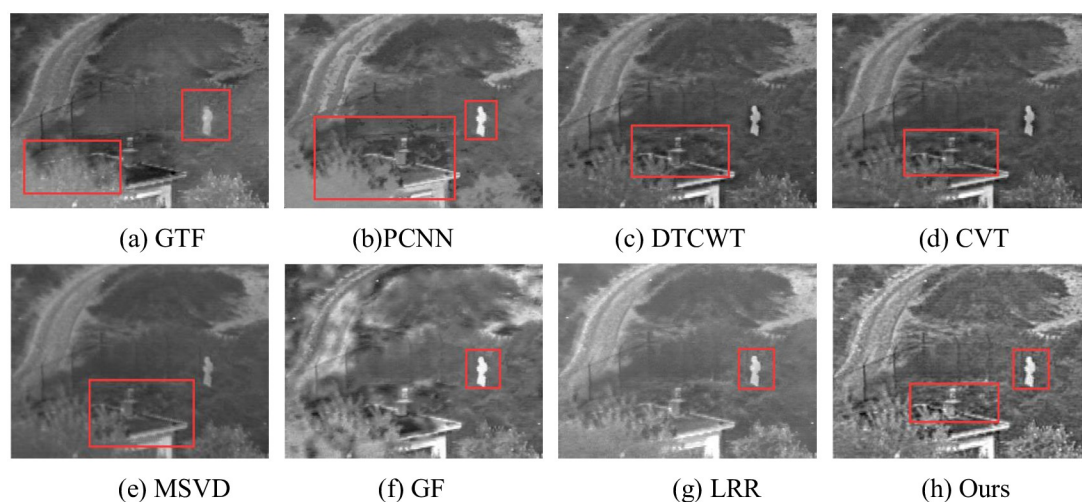 (a) GTF
(b)PCNN
(c) DTCWT
(d) CVT
(e) MSVD
(f) GF
(g) LRR
(h) Ours